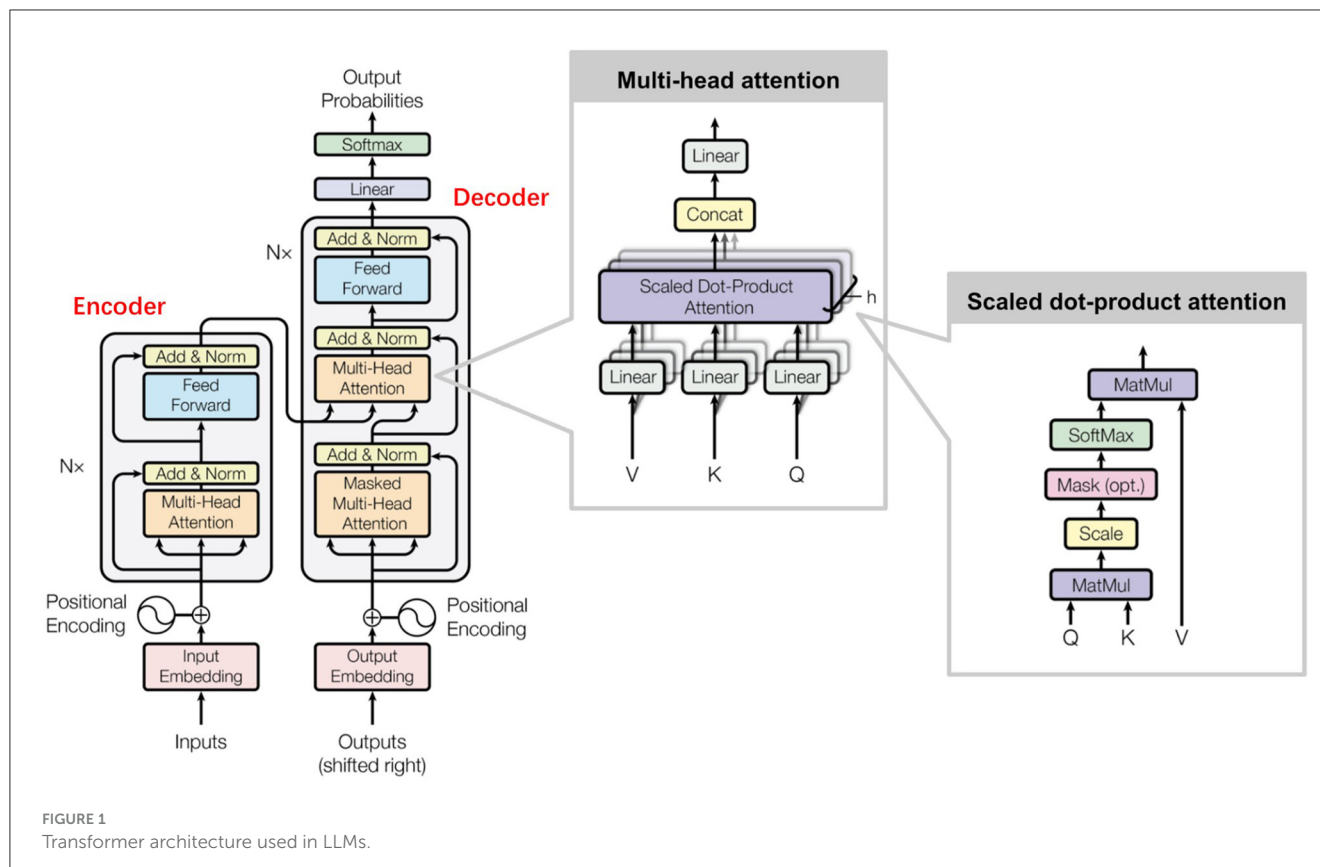 Output
Probabilities
Softmax
Linear
Decoder
Nx
Add & Norm
Feed
Forward
Add & Norm
Multi-Head
Attention
Add & Norm
Masked
Multi-Head
Attention
Positional
Encoding
Output
Embedding
Outputs
(shifted right)
Encoder
Nx
Add & Norm
Feed
Forward
Add & Norm
Multi-Head
Attention
Positional
Encoding
Input
Embedding
Inputs
Multi-head attention
Linear
Concat
Scaled Dot-Product
Attention
h
Linear
Linear
Linear
V
K
Q
Scaled dot-product attention
MatMul
SoftMax
Mask (opt.)
Scale
MatMul
Q
K
V
FIGURE 1
Transformer architecture used in LLMs.